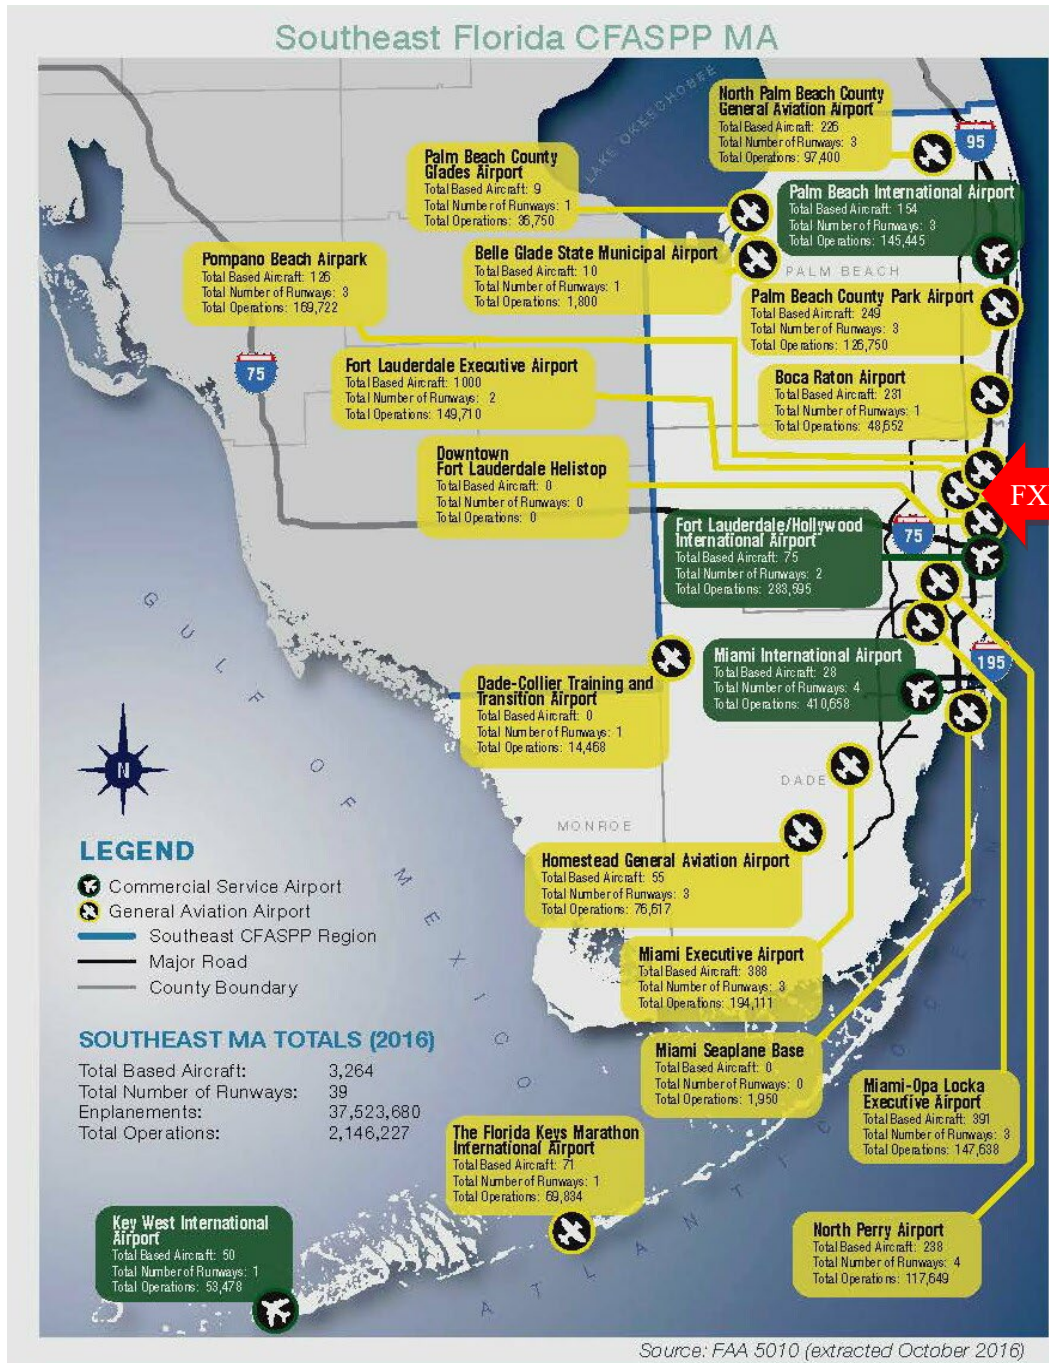 Southeast Florida CFASPP MA
LAKE OKEECHOBEE
North Palm Beach County
General Aviation Airport
Total Based Aircraft: 226
Total Number of Runways: 3
Total Operations: 97,400
95
Palm Beach County
Glades Airport
Total Based Aircraft: 9
Total Number of Runways: 1
Total Operations: 36,750
Palm Beach International Airport
Total Based Aircraft: 154
Total Number of Runways: 3
Total Operations: 145,445
Pompano Beach Airpark
Total Based Aircraft: 126
Total Number of Runways: 3
Total Operations: 169,722
Belle Glade State Municipal Airport
Total Based Aircraft: 10
Total Number of Runways: 1
Total Operations: 1,800
PALM BEACH
Palm Beach County Park Airport
Total Based Aircraft: 249
Total Number of Runways: 3
Total Operations: 126,750
75
Fort Lauderdale Executive Airport
Total Based Aircraft: 1000
Total Number of Runways: 2
Total Operations: 149,710
Boca Raton Airport
Total Based Aircraft: 231
Total Number of Runways: 1
Total Operations: 48,652
Downtown
Fort Lauderdale Helistop
Total Based Aircraft: 0
Total Number of Runways: 0
Total Operations: 0
FX
Fort Lauderdale/Hollywood
International Airport
Total Based Aircraft: 75
Total Number of Runways: 2
Total Operations: 283,695
75
GULF OF MEXICO
Dade-Collier Training and
Transition Airport
Total Based Aircraft: 0
Total Number of Runways: 1
Total Operations: 14,468
Miami International Airport
Total Based Aircraft: 28
Total Number of Runways: 4
Total Operations: 410,658
195
N
DADE
MONROE
LEGEND
Commercial Service Airport
General Aviation Airport
Southeast CFASPP Region
Major Road
County Boundary
Homestead General Aviation Airport
Total Based Aircraft: 55
Total Number of Runways: 3
Total Operations: 76,617
Miami Executive Airport
Total Based Aircraft: 388
Total Number of Runways: 3
Total Operations: 194,111
SOUTHEAST MA TOTALS (2016)
Total Based Aircraft: 3,264
Total Number of Runways: 39
Enplanements: 37,523,680
Total Operations: 2,146,227
Miami Seaplane Base
Total Based Aircraft: 0
Total Number of Runways: 0
Total Operations: 1,950
Miami-Opa Locka
Executive Airport
Total Based Aircraft: 391
Total Number of Runways: 3
Total Operations: 147,638
The Florida Keys Marathon
International Airport
Total Based Aircraft: 71
Total Number of Runways: 1
Total Operations: 69,834
Key West International
Airport
Total Based Aircraft: 50
Total Number of Runways: 1
Total Operations: 53,478
North Perry Airport
Total Based Aircraft: 238
Total Number of Runways: 4
Total Operations: 117,649
ATLANTIC OCEAN
Source: FAA 5010 (extracted October 2016)